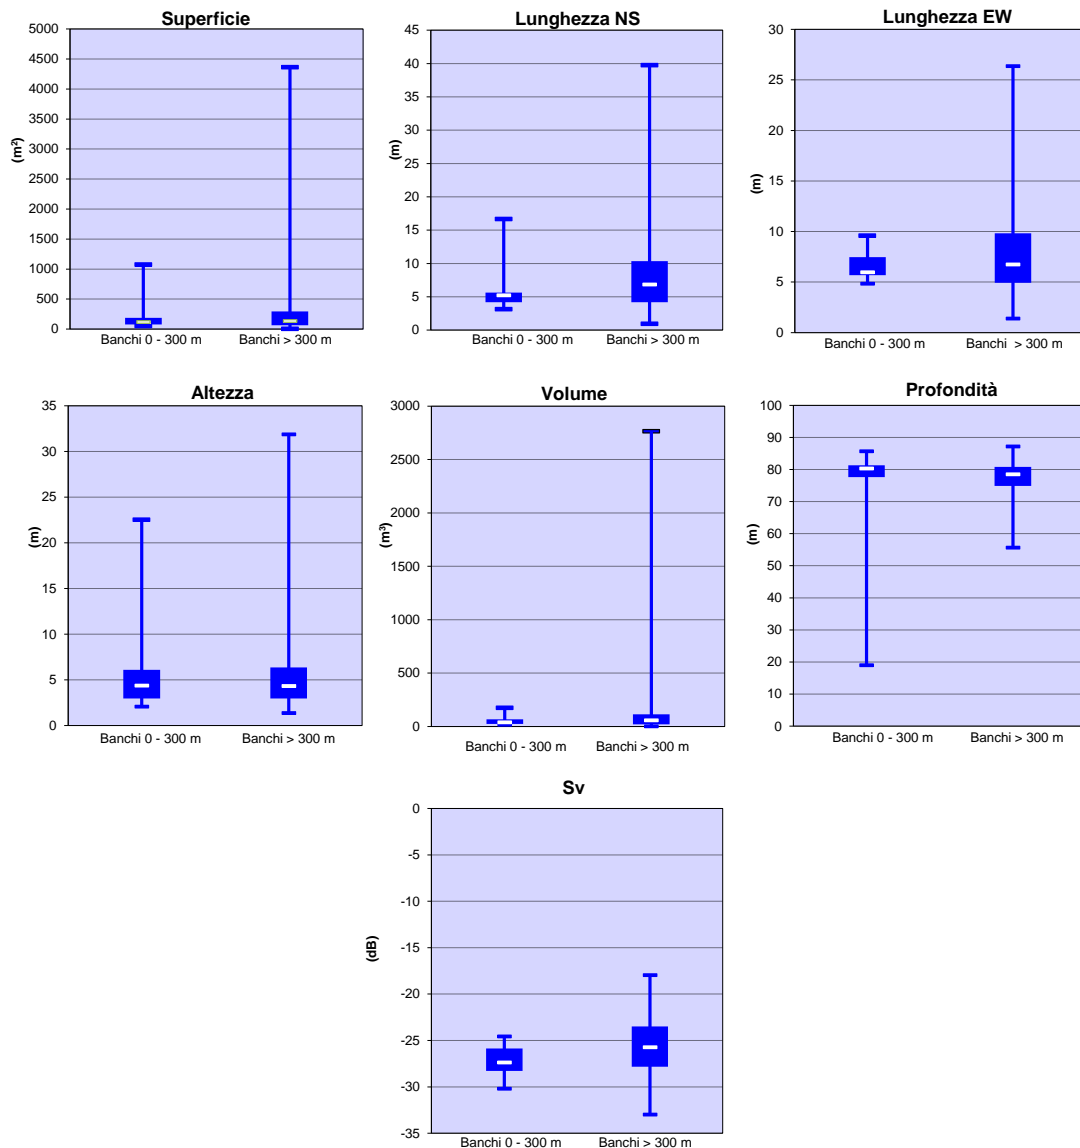 Superficie
5000
4500
4000
3500
3000
2500
2000
1500
1000
500
0
(m²)
Banchi 0 - 300 m
Banchi > 300 m
Lunghezza NS
45
40
35
30
25
20
15
10
5
0
(m)
Banchi 0 - 300 m
Banchi > 300 m
Lunghezza EW
30
25
20
15
10
5
0
(m)
Banchi 0 - 300 m
Banchi > 300 m
Altezza
35
30
25
20
15
10
5
0
(m)
Banchi 0 - 300 m
Banchi > 300 m
Volume
3000
2500
2000
1500
1000
500
0
(m³)
Banchi 0 - 300 m
Banchi > 300 m
Profondità
100
90
80
70
60
50
40
30
20
10
0
(m)
Banchi 0 - 300 m
Banchi > 300 m
Sv
0
-5
-10
-15
-20
-25
-30
-35
(dB)
Banchi 0 - 300 m
Banchi > 300 m